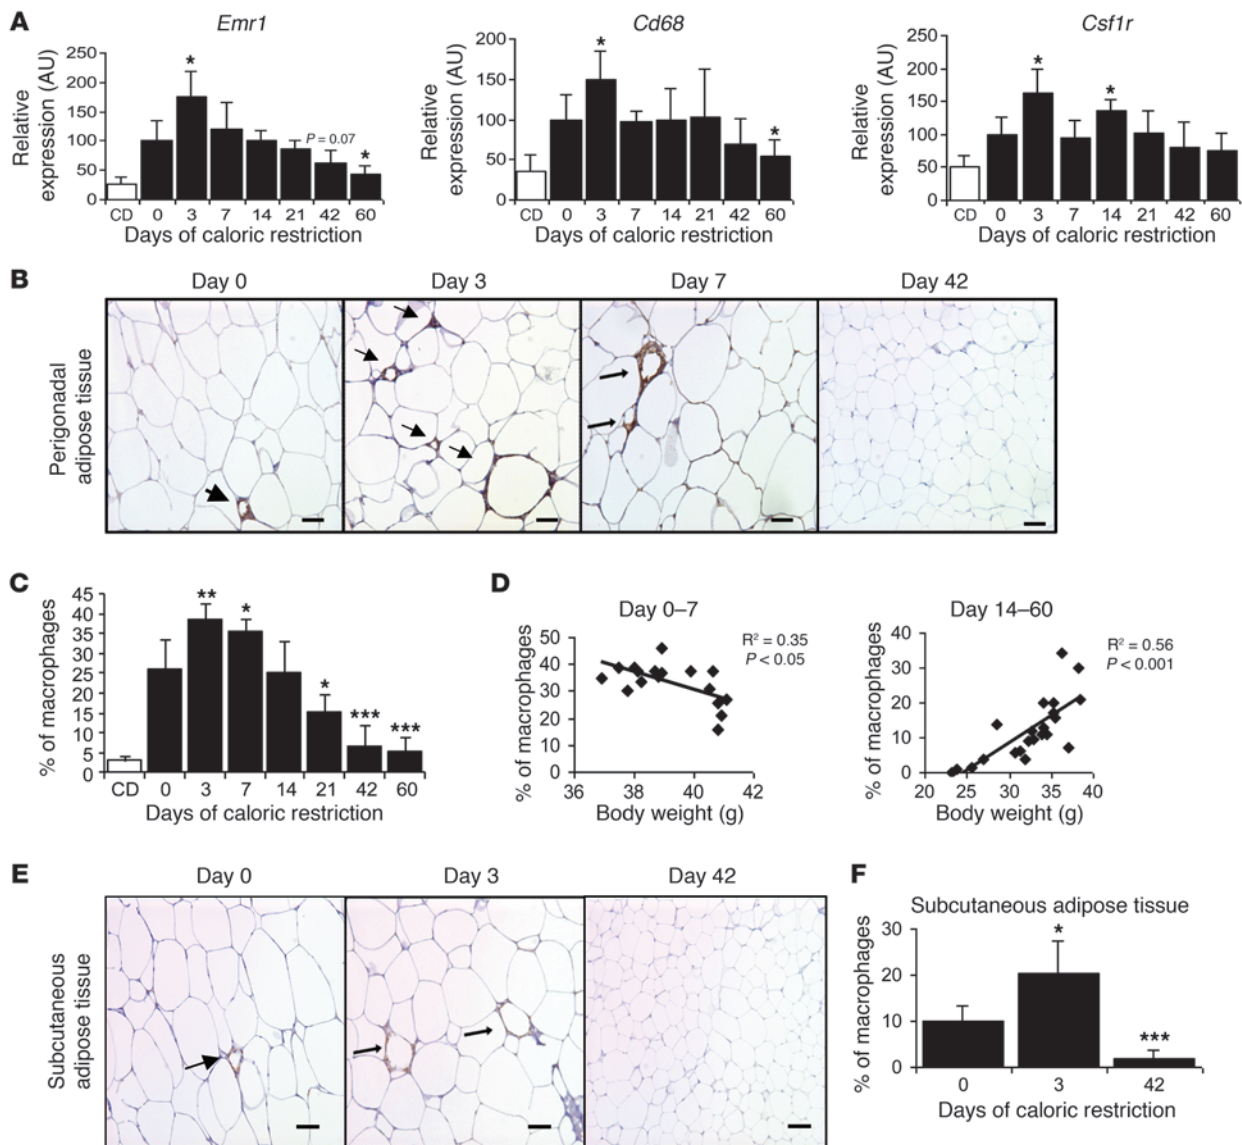 A
Emr1
Relative expression (AU)
250
200
150
100
50
0
*
P = 0.07
*
CD 0 3 7 14 21 42 60
Days of caloric restriction
Cd68
Relative expression (AU)
200
150
100
50
0
*
*
CD 0 3 7 14 21 42 60
Days of caloric restriction
Csf1r
Relative expression (AU)
250
200
150
100
50
0
*
*
CD 0 3 7 14 21 42 60
Days of caloric restriction
B
Day 0
Day 3
Day 7
Day 42
Perigonadal
adipose tissue
C
% of macrophages
45
40
35
30
25
20
15
10
5
0
**
*
*
***
***
CD 0 3 7 14 21 42 60
Days of caloric restriction
D
Day 0–7
% of macrophages
50
40
30
20
10
0
R² = 0.35
P < 0.05
36 38 40 42
Body weight (g)
Day 14–60
% of macrophages
40
30
20
10
0
R² = 0.56
P < 0.001
20 25 30 35 40
Body weight (g)
E
Day 0
Day 3
Day 42
Subcutaneous
adipose tissue
F
Subcutaneous adipose tissue
% of macrophages
30
20
10
0
*
***
0 3 42
Days of caloric restriction